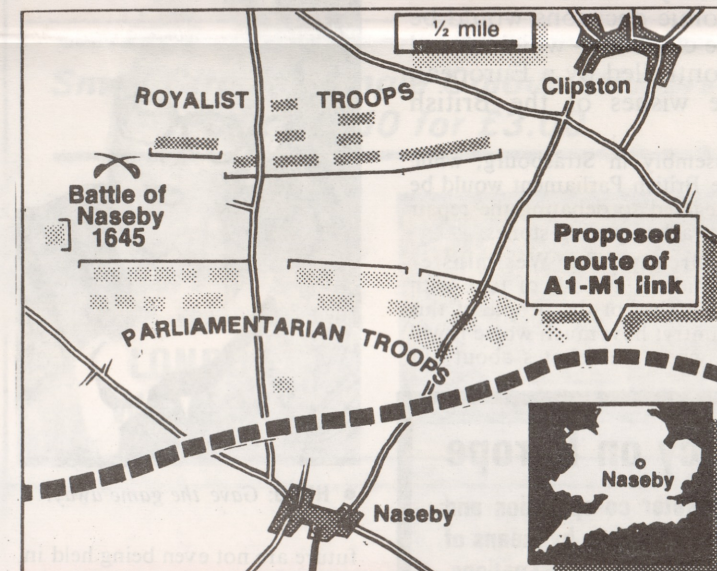 ½ mile
Clipston
ROYALIST TROOPS
Battle of
Naseby
1645
Proposed
route of
A1-M1 link
PARLIAMENTARIAN TROOPS
Naseby
Naseby